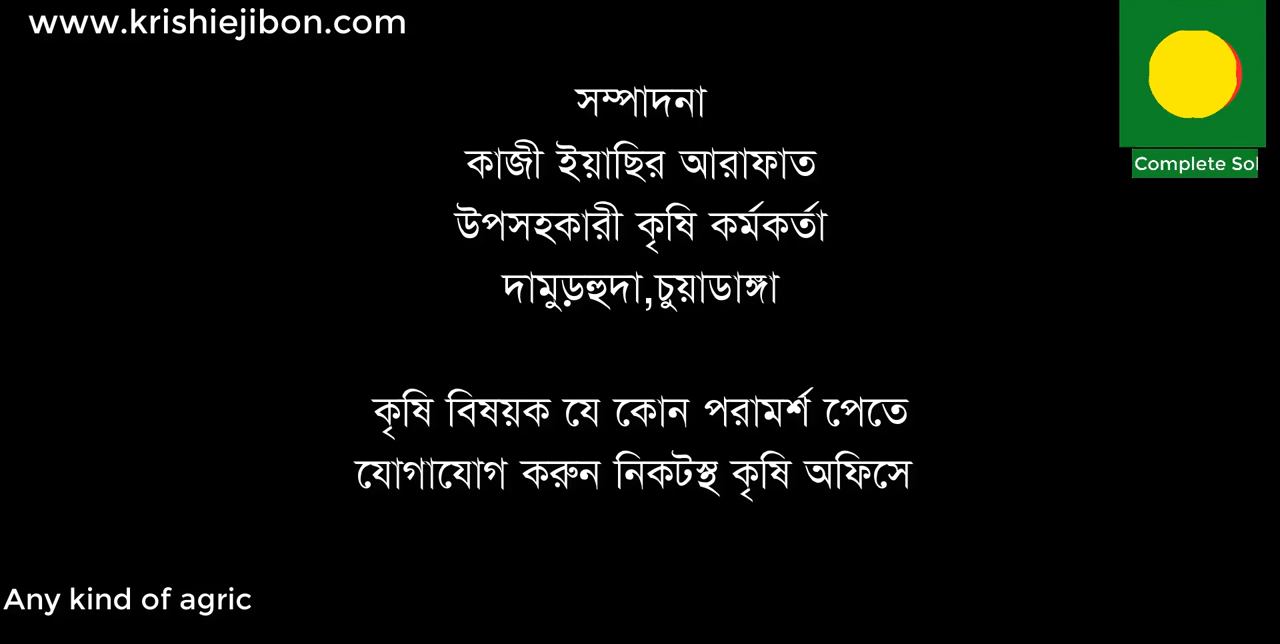 www.krishiejibon.com
সম্পাদনা
কাজী ইয়াছির আরাফাত
উপসহকারী কৃষি কর্মকর্তা
দামুড়হুদা,চুয়াডাঙ্গা
কৃষি বিষয়ক যে কোন পরামর্শ পেতে
যোগাযোগ করুন নিকটস্থ কৃষি অফিসে
Complete Sol
Any kind of agric